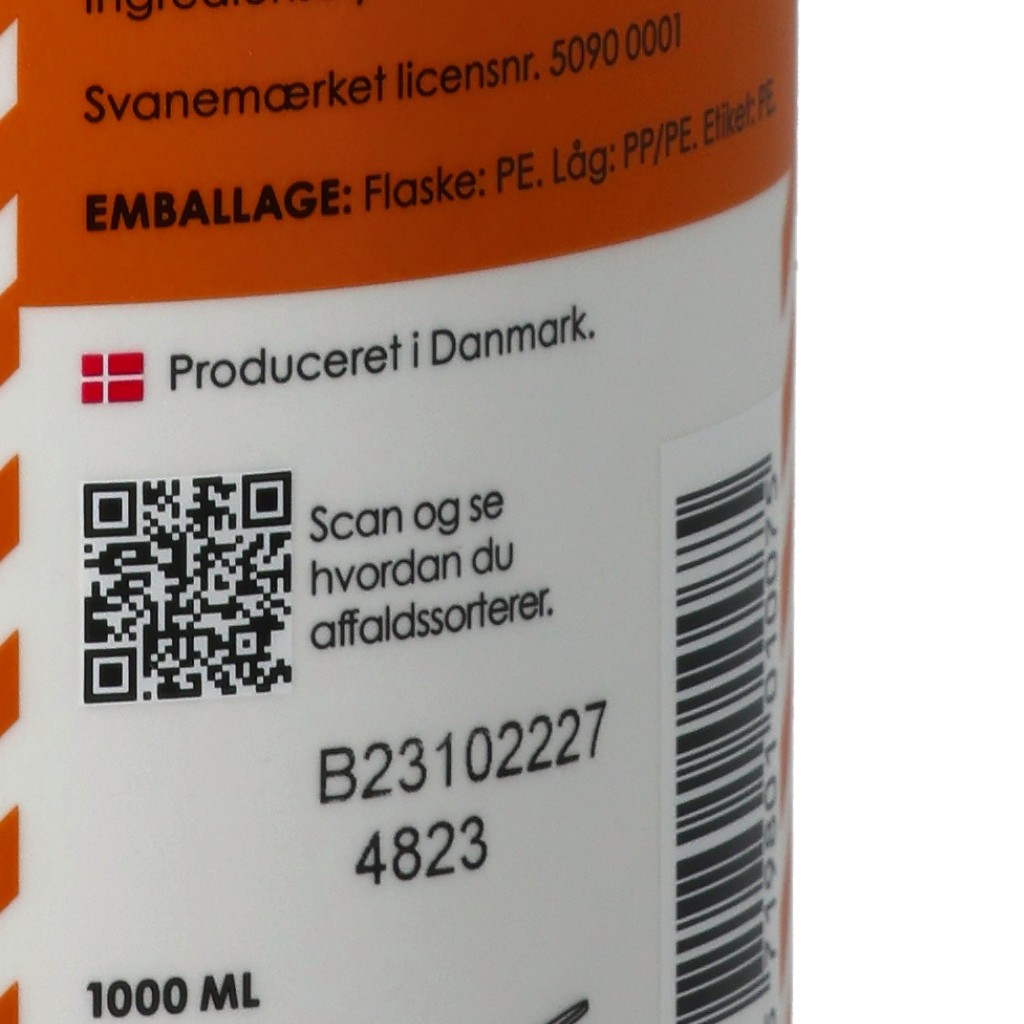 Svanemærket licensnr. 5090 0001
EMBALLAGE: Flaske: PE. Låg: PP/PE. Etiket: PE.
Produceret i Danmark.
Scan og se
hvordan du
affaldssorterer.
B23102227
4823
1000 ML